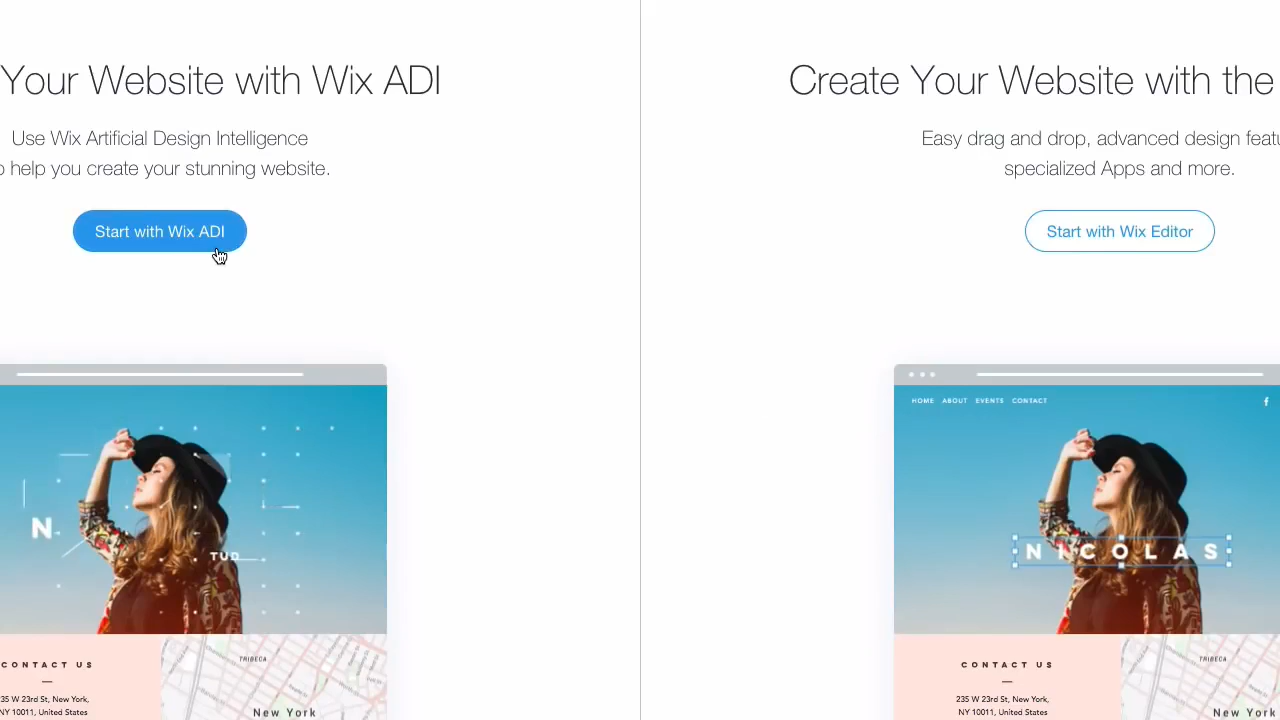 Your Website with Wix ADI
Use Wix Artificial Design Intelligence
help you create your stunning website.
Start with Wix ADI
N
TUD
CONTACT US
35 W 23rd St, New York,
NY 10011, United States
TRIBECA
New York
Create Your Website with the
Easy drag and drop, advanced design featu
specialized Apps and more.
Start with Wix Editor
HOME ABOUT EVENTS CONTACT
f
NICOLAS
CONTACT US
235 W 23rd St, New York,
NY 10011, United States
TRIBECA
New York